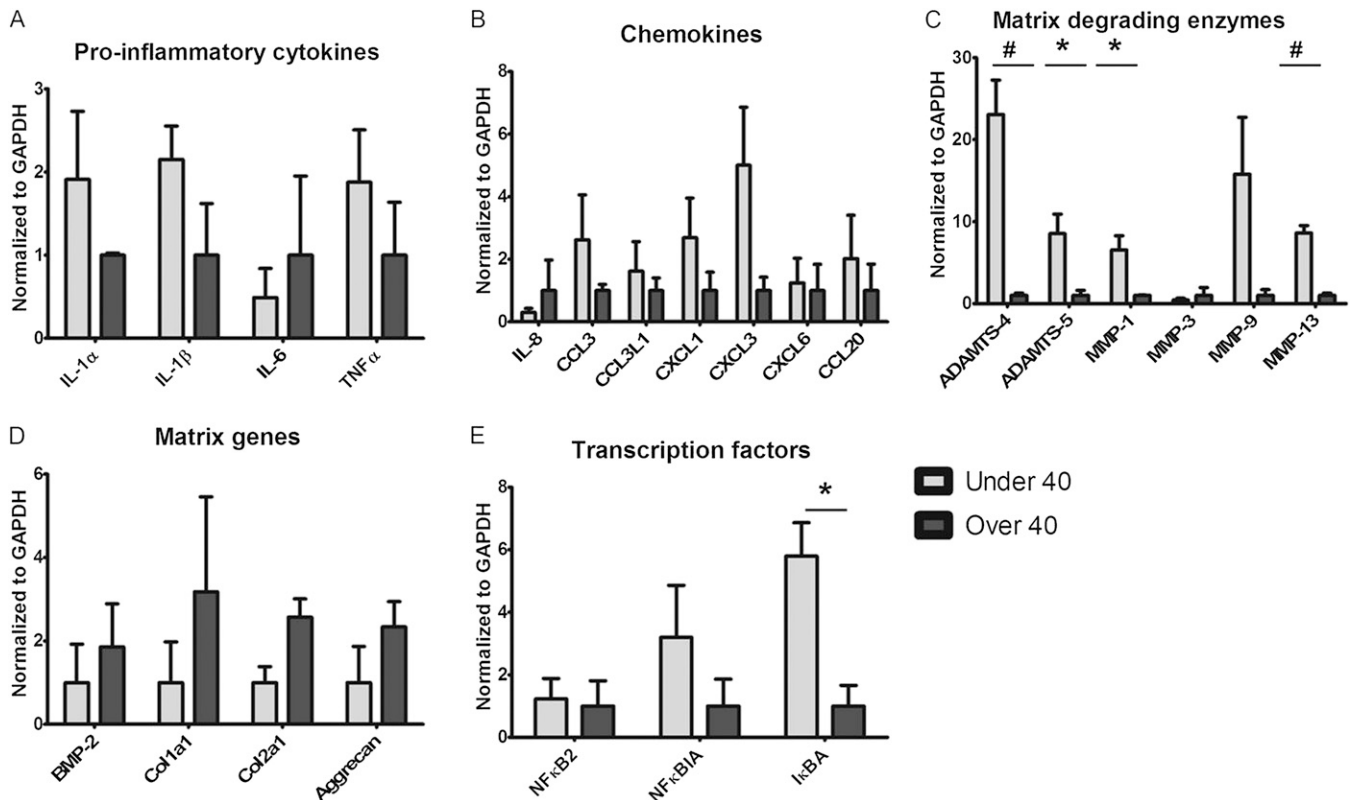 A
Pro-inflammatory cytokines
Normalized to GAPDH
3
2
1
0
IL-1α
IL-1β
IL-6
TNFα
B
Chemokines
Normalized to GAPDH
8
6
4
2
0
IL-8
CCL3
CCL3L1
CXCL1
CXCL3
CXCL6
CCL20
C
Matrix degrading enzymes
Normalized to GAPDH
30
20
10
0
# * * #
ADAMTS-4
ADAMTS-5
MMP-1
MMP-3
MMP-9
MMP-13
D
Matrix genes
Normalized to GAPDH
6
4
2
0
BMP-2
Col1a1
Col2a1
Aggrecan
E
Transcription factors
Normalized to GAPDH
8
6
4
2
0
*
NFκB2
NFκBIA
IκBA
Under 40
Over 40